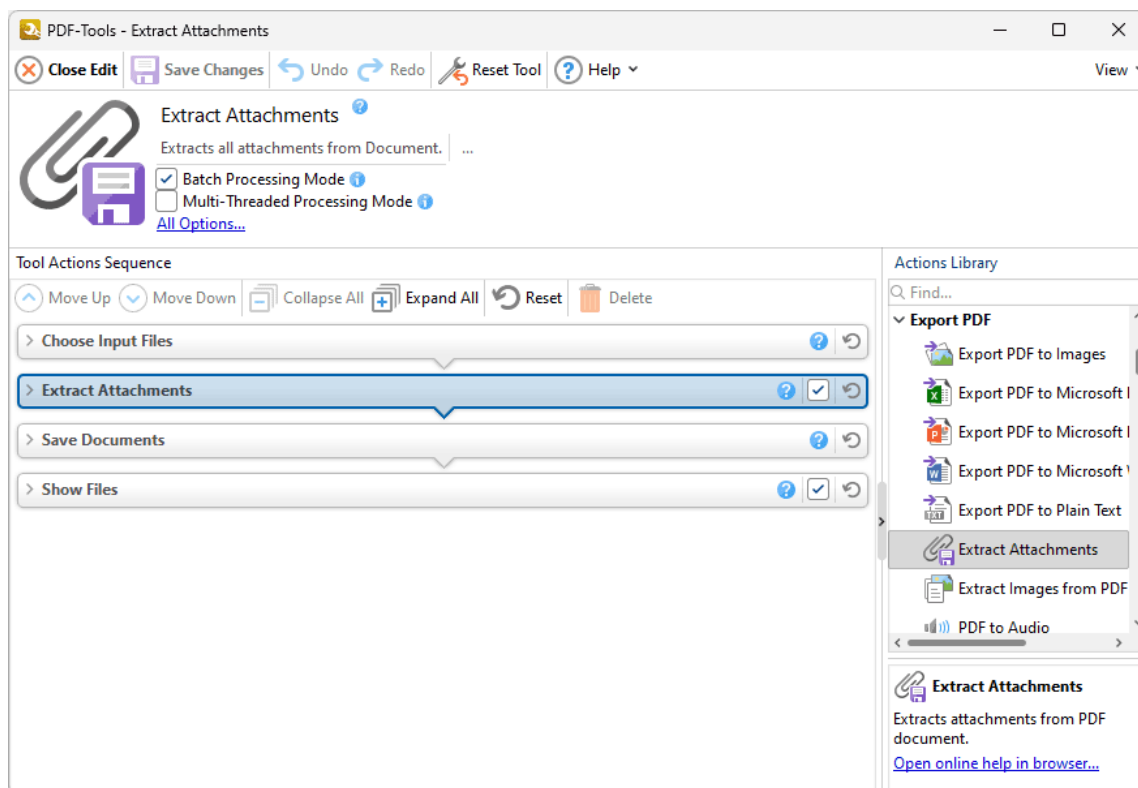 PDF-Tools - Extract Attachments
Close Edit Save Changes Undo Redo Reset Tool ? Help View
Extract Attachments ?
Extracts all attachments from Document. ...
Batch Processing Mode i
Multi-Threaded Processing Mode i
All Options...
Tool Actions Sequence
Move Up Move Down Collapse All Expand All Reset Delete
Choose Input Files ?
Extract Attachments ?
Save Documents ?
Show Files ?
Actions Library
Find...
Export PDF
Export PDF to Images
Export PDF to Microsoft
Export PDF to Microsoft
Export PDF to Microsoft
TXT Export PDF to Plain Text
Extract Attachments
Extract Images from PDF
PDF to Audio
Extract Attachments
Extracts attachments from PDF
document.
Open online help in browser...